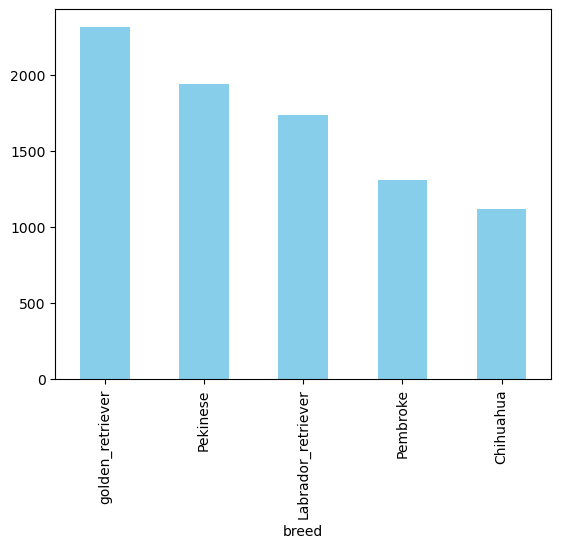 2000
1500
1000
500
0
golden_retriever
Pekinese
Labrador_retriever
Pembroke
Chihuahua
breed